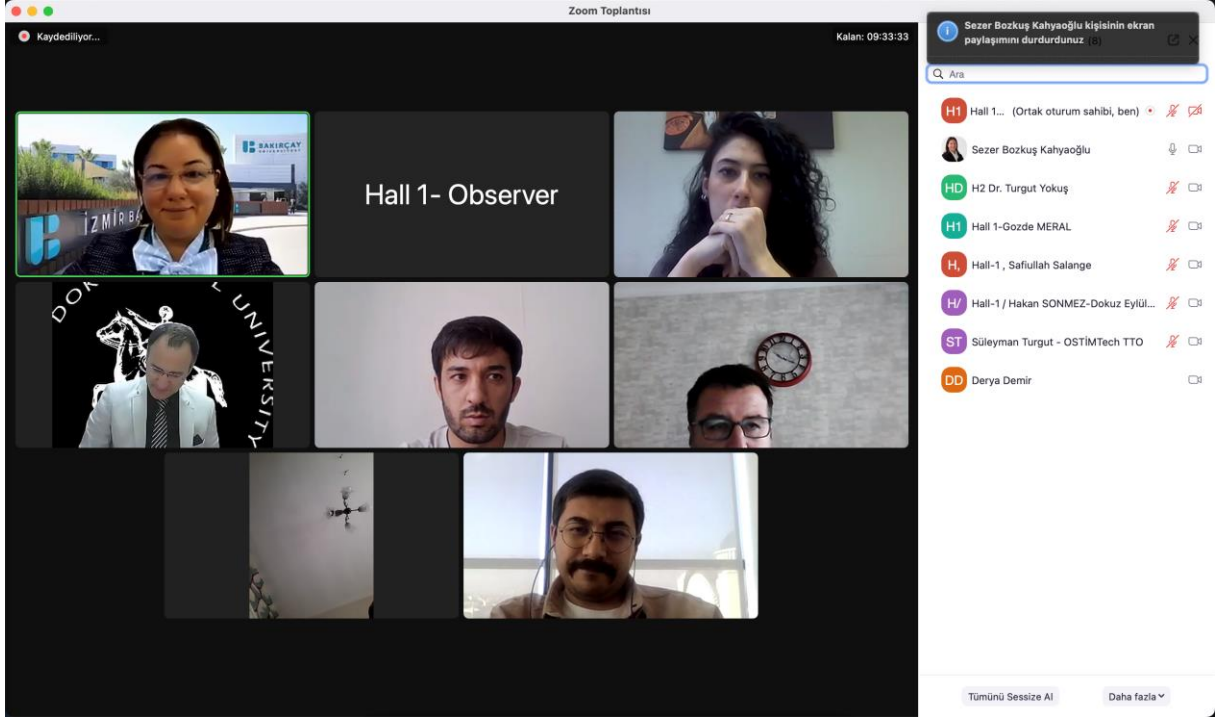 Zoom Toplantısı
Kaydediliyor...
Kalan: 09:33:33
BAKIRÇAY
İZMİR BA
Hall 1- Observer
DOK
L UNIVERSITY
Sezer Bozkuş Kahyaoğlu kişisinin ekran
paylaşımını durdurdunuz
(8)
Ara
H1 Hall 1... (Ortak oturum sahibi, ben)
Sezer Bozkuş Kahyaoğlu
HD H2 Dr. Turgut Yokuş
H1 Hall 1-Gozde MERAL
H, Hall-1 , Safiullah Salange
H/ Hall-1 / Hakan SONMEZ-Dokuz Eylül...
ST Süleyman Turgut - OSTİMTech TTO
DD Derya Demir
Tümünü Sessize Al
Daha fazla